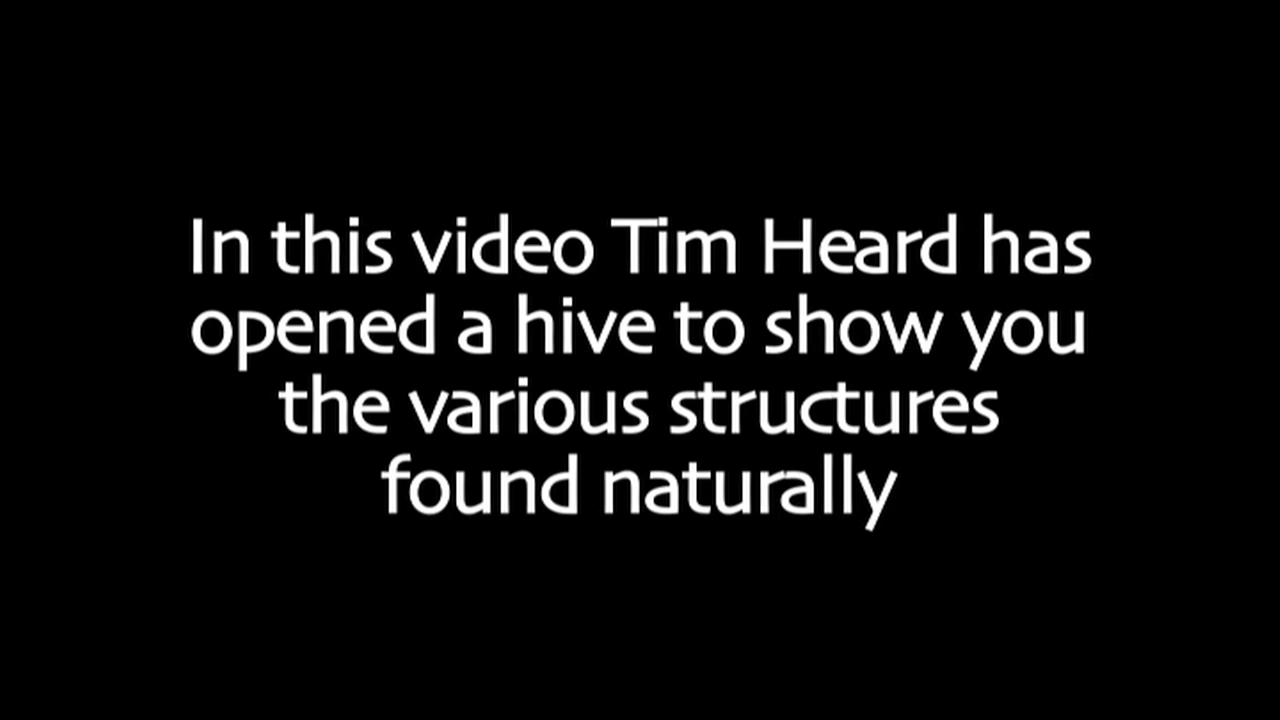 In this video Tim Heard has
opened a hive to show you
the various structures
found naturally